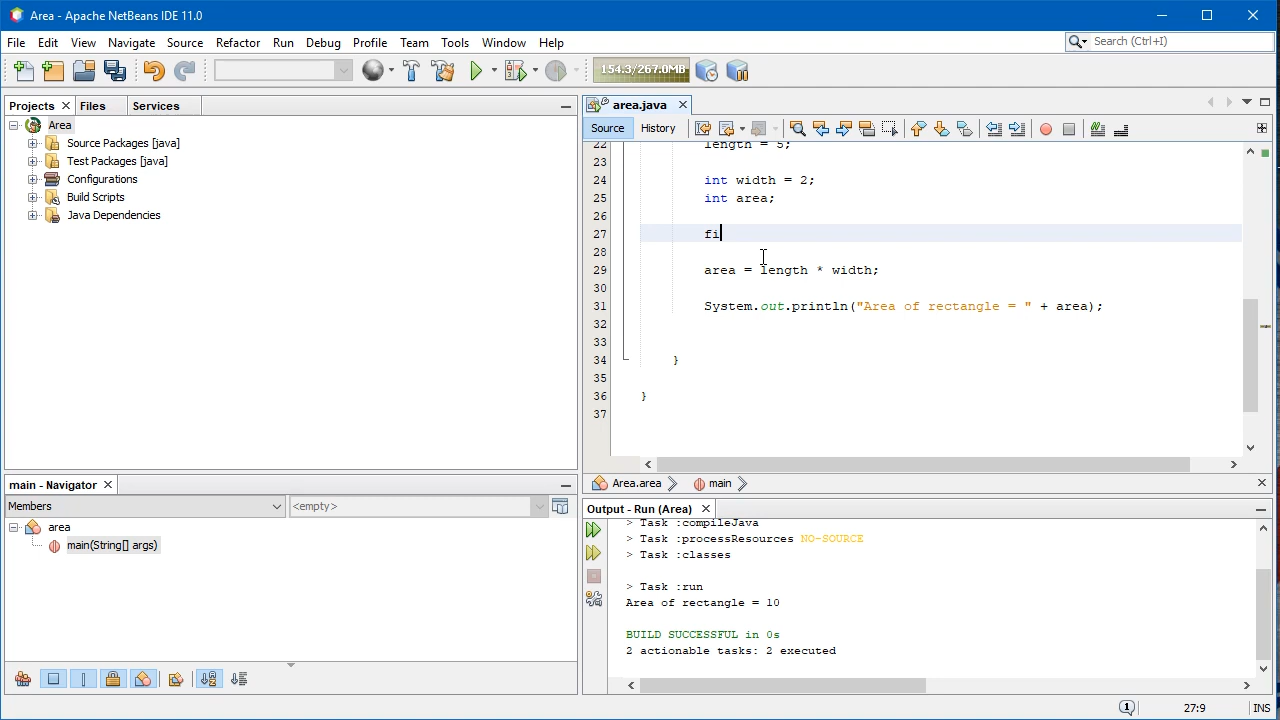 Area - Apache NetBeans IDE 11.0
File Edit View Navigate Source Refactor Run Debug Profile Team Tools Window Help
Search (Ctrl+I)
154.3/267.0MB
Projects Files Services
Area
Source Packages [java]
Test Packages [java]
Configurations
Build Scripts
Java Dependencies
main - Navigator
Members <empty>
area
main(String[] args)
area.java
Source History
22 length = 5;
23
24 int width = 2;
25 int area;
26
27 fi
28
29 area = length * width;
30
31 System.out.println("Area of rectangle = " + area);
32
33
34 }
35
36 }
37
Area.area main
Output - Run (Area)
> Task :compileJava
> Task :processResources NO-SOURCE
> Task :classes
> Task :run
Area of rectangle = 10
BUILD SUCCESSFUL in 0s
2 actionable tasks: 2 executed
1 27:9 INS